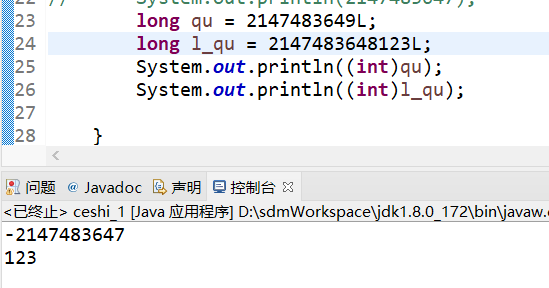 22 //        System.out.println(2147483647);
23 long qu = 2147483649L;
24 long l_qu = 2147483648123L;
25 System.out.println((int)qu);
26 System.out.println((int)l_qu);
27
28 }
问题 @ Javadoc 声明 控制台
<已终止> ceshi_1 [Java 应用程序] D:\sdmWorkspace\jdk1.8.0_172\bin\javaw.
-2147483647
123